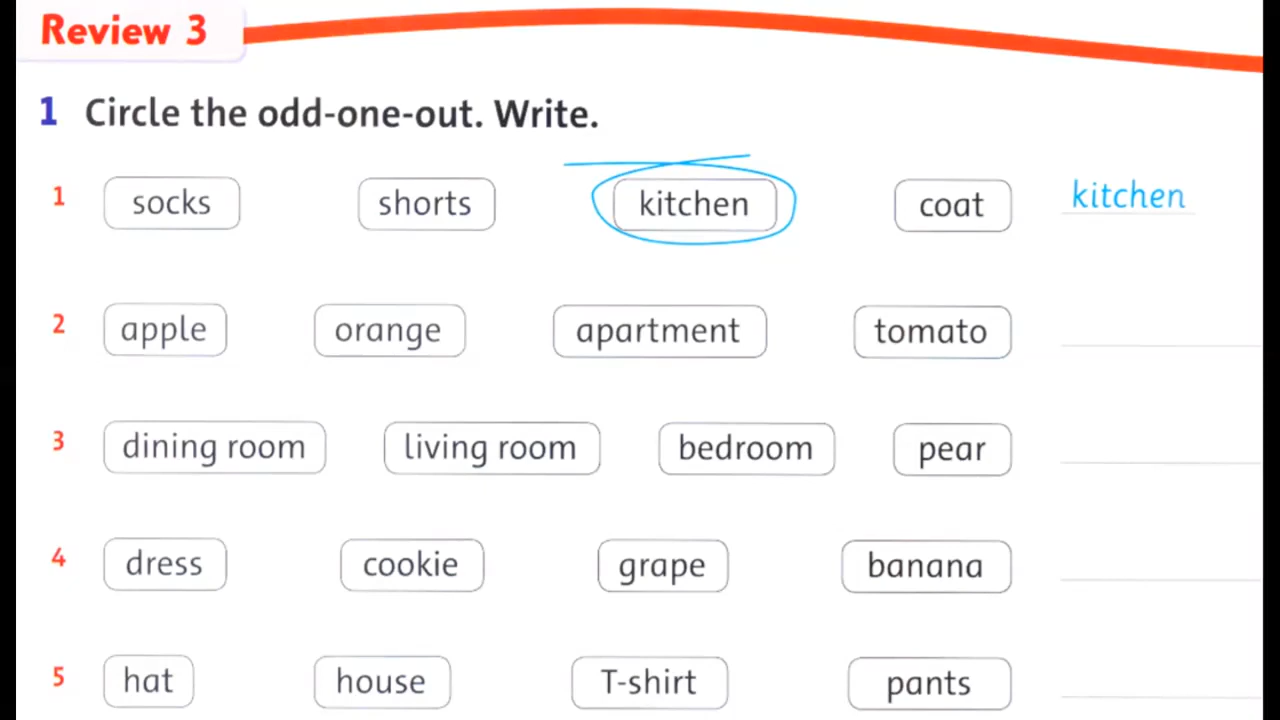 Review 3
1 Circle the odd-one-out. Write.
1 socks shorts kitchen coat kitchen
2 apple orange apartment tomato
3 dining room living room bedroom pear
4 dress cookie grape banana
5 hat house T-shirt pants